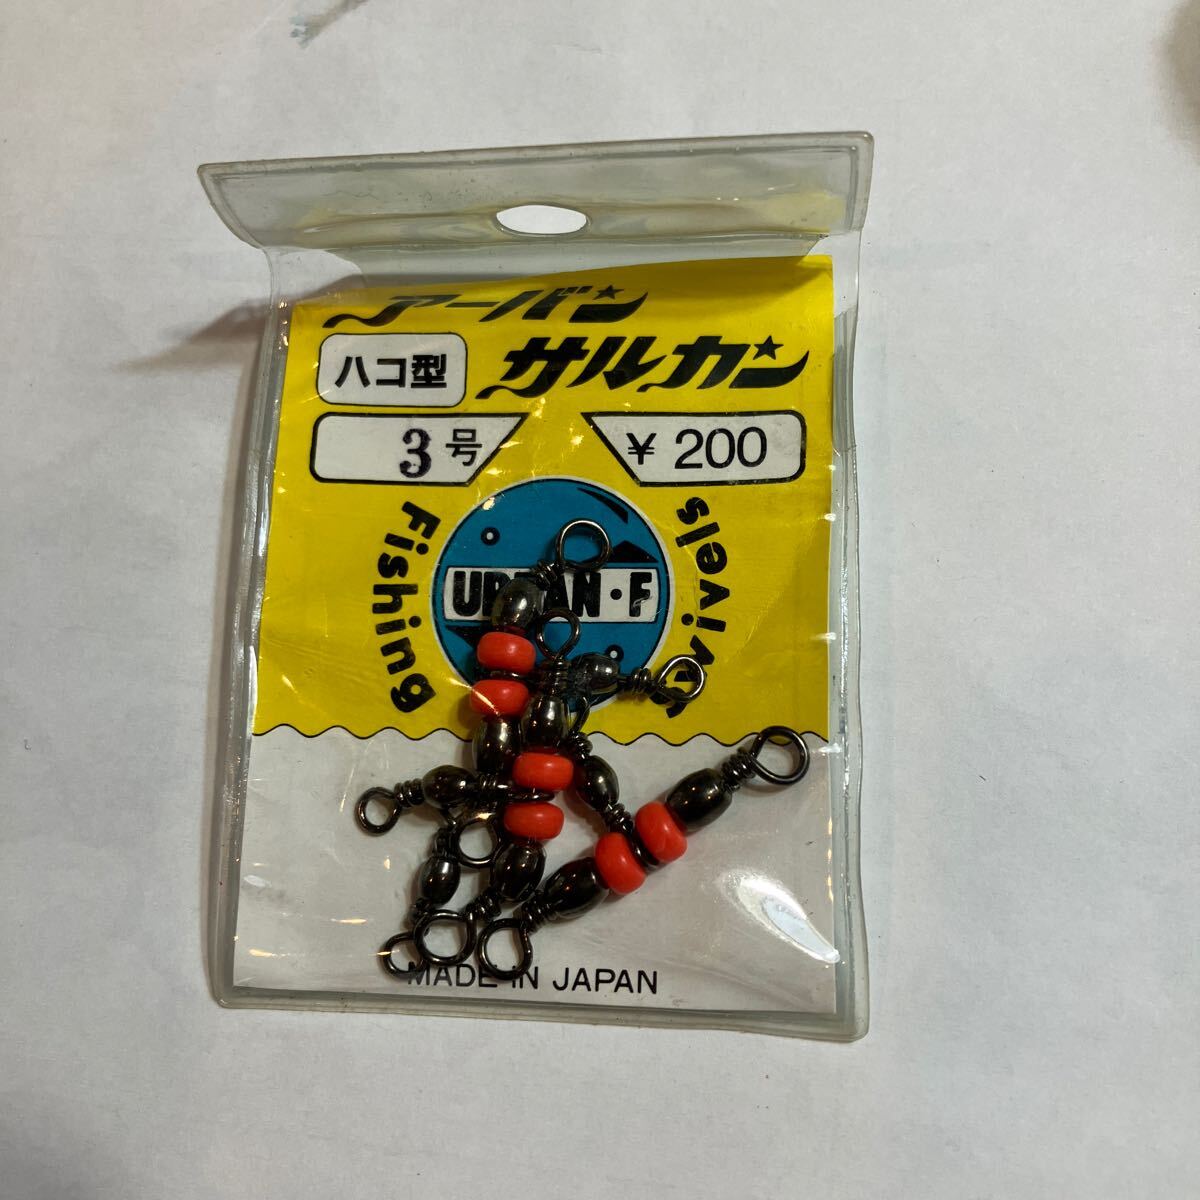 アーバン
サルカン
ハコ型
3号
¥ 200
Fishing
Swivels
URBAN・F
MADE IN JAPAN